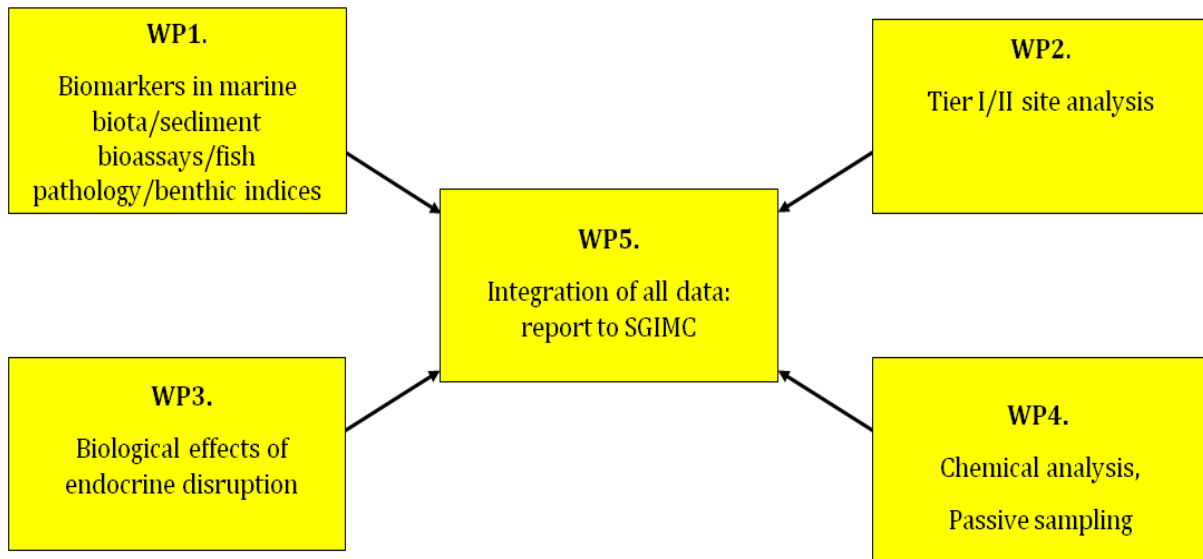 WP1.
Biomarkers in marine
biota/sediment
bioassays/fish
pathology/benthic indices
WP2.
Tier I/II site analysis
WP5.
Integration of all data:
report to SGIMC
WP3.
Biological effects of
endocrine disruption
WP4.
Chemical analysis,
Passive sampling